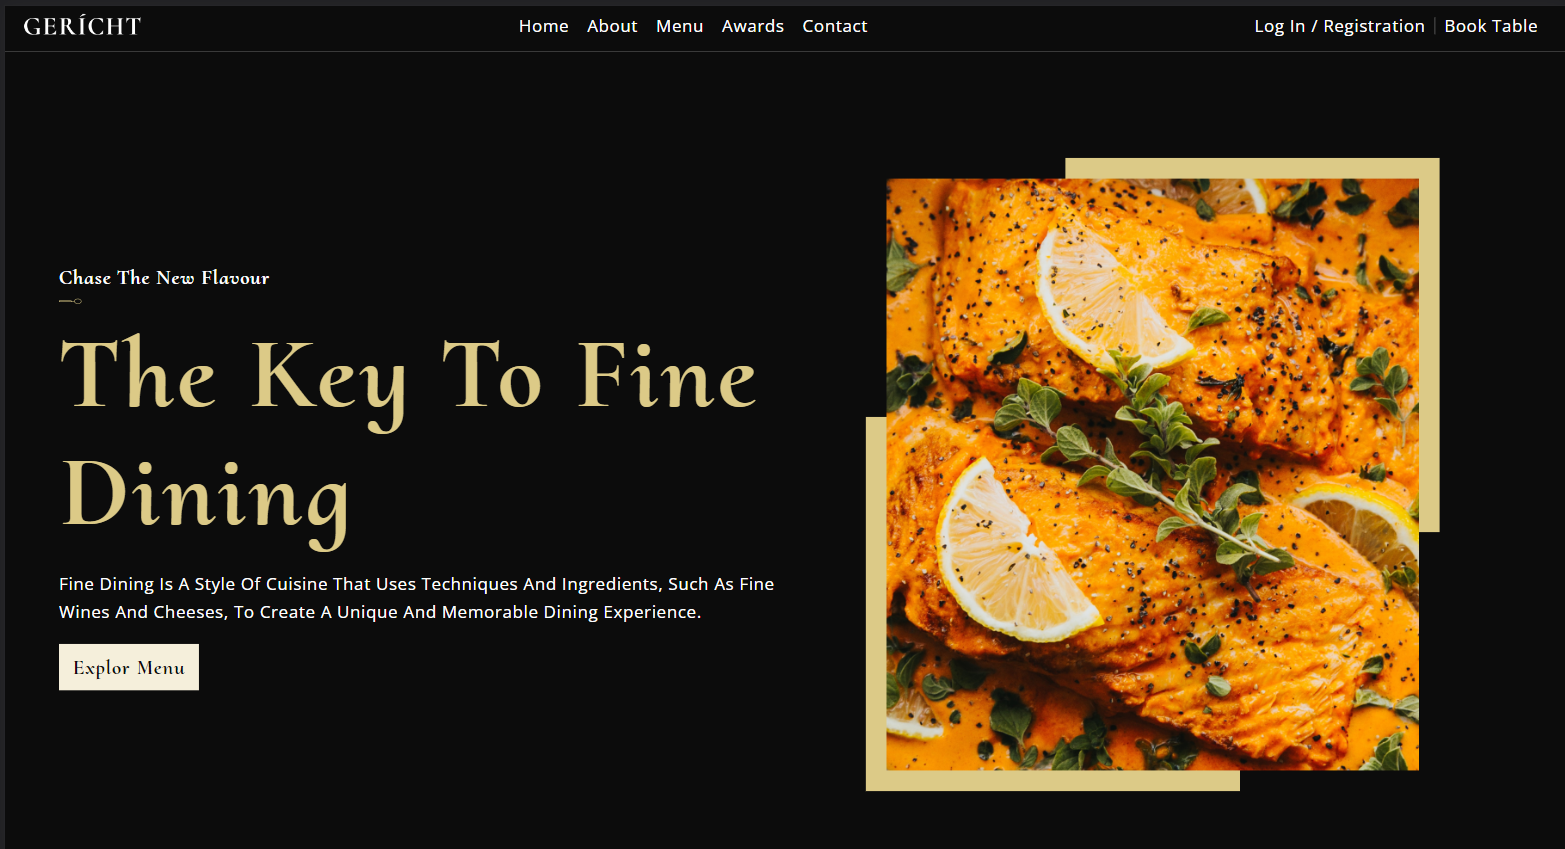 GERÍCHT
Home About Menu Awards Contact
Log In / Registration | Book Table
Chase The New Flavour
The Key To Fine
Dining
Fine Dining Is A Style Of Cuisine That Uses Techniques And Ingredients, Such As Fine
Wines And Cheeses, To Create A Unique And Memorable Dining Experience.
Explor Menu